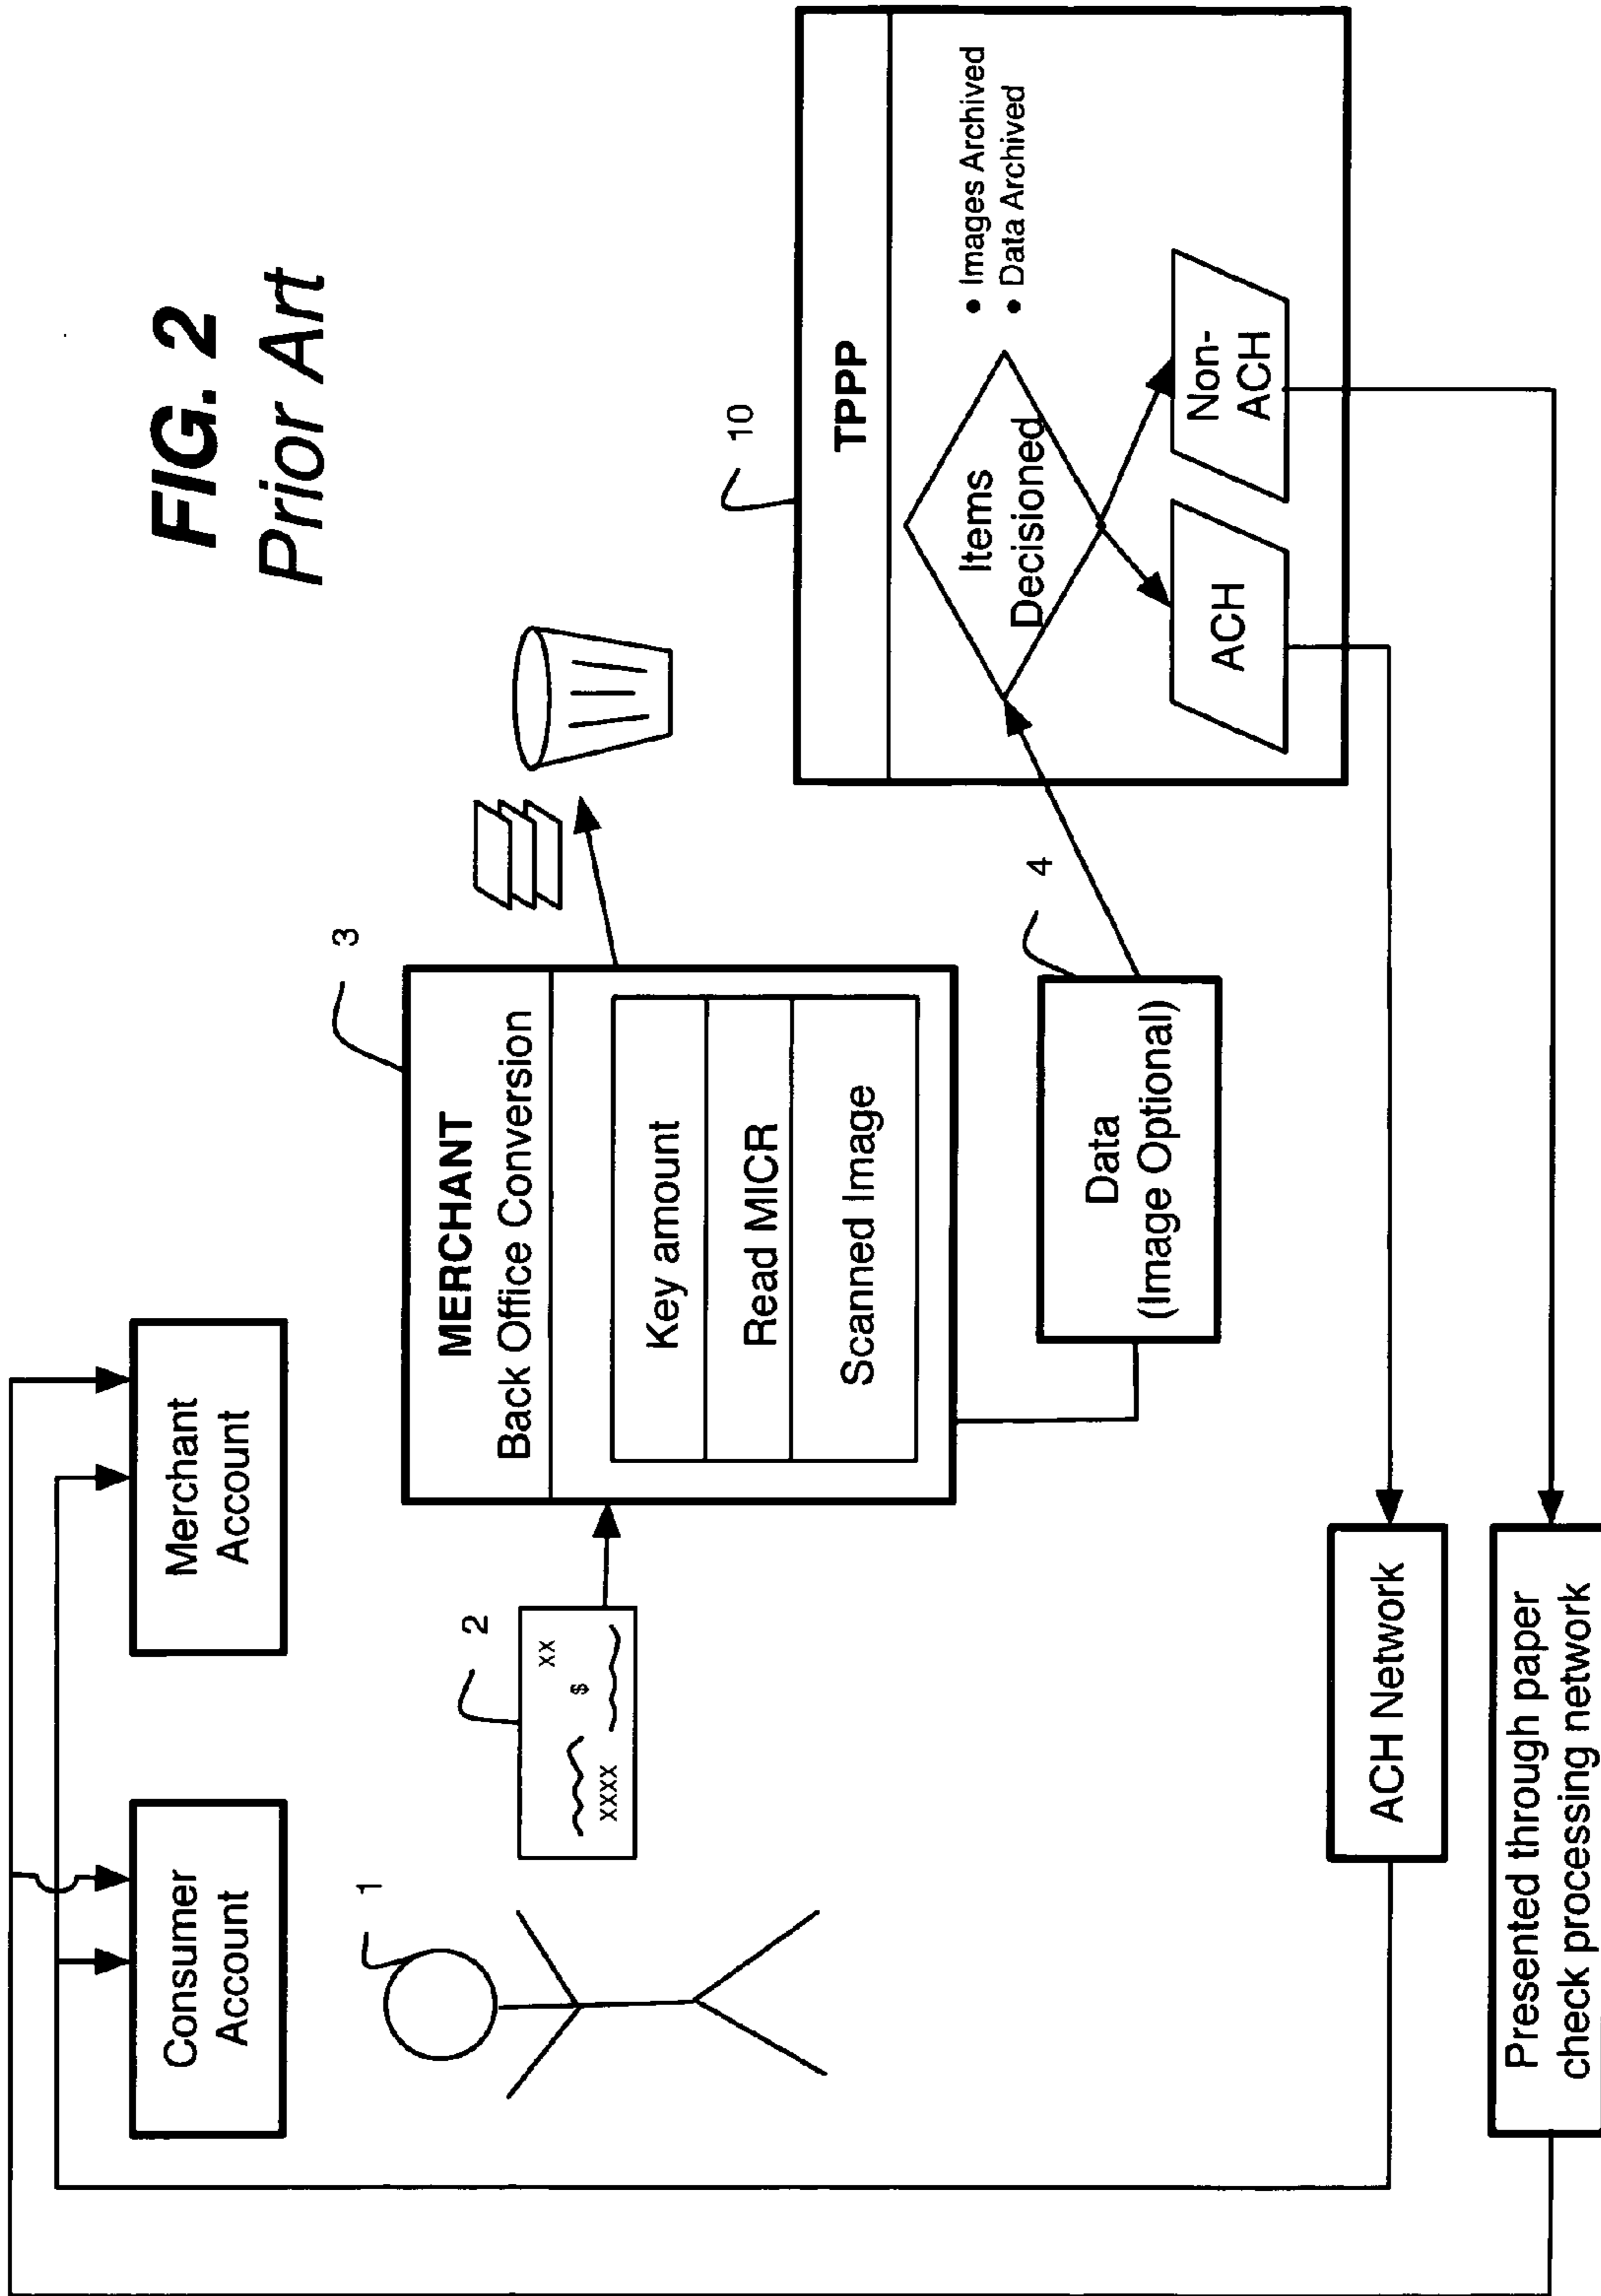 FIG. 2
Prior Art
Consumer
Account
Merchant
Account
1
2
xx
$
xxxx
3
MERCHANT
Back Office Conversion
Key amount
Read MICR
Scanned Image
4
Data
(Image Optional)
10
TPPP
• Images Archived
• Data Archived
Items
Decisioned
ACH
Non-
ACH
ACH Network
Presented through paper
check processing network